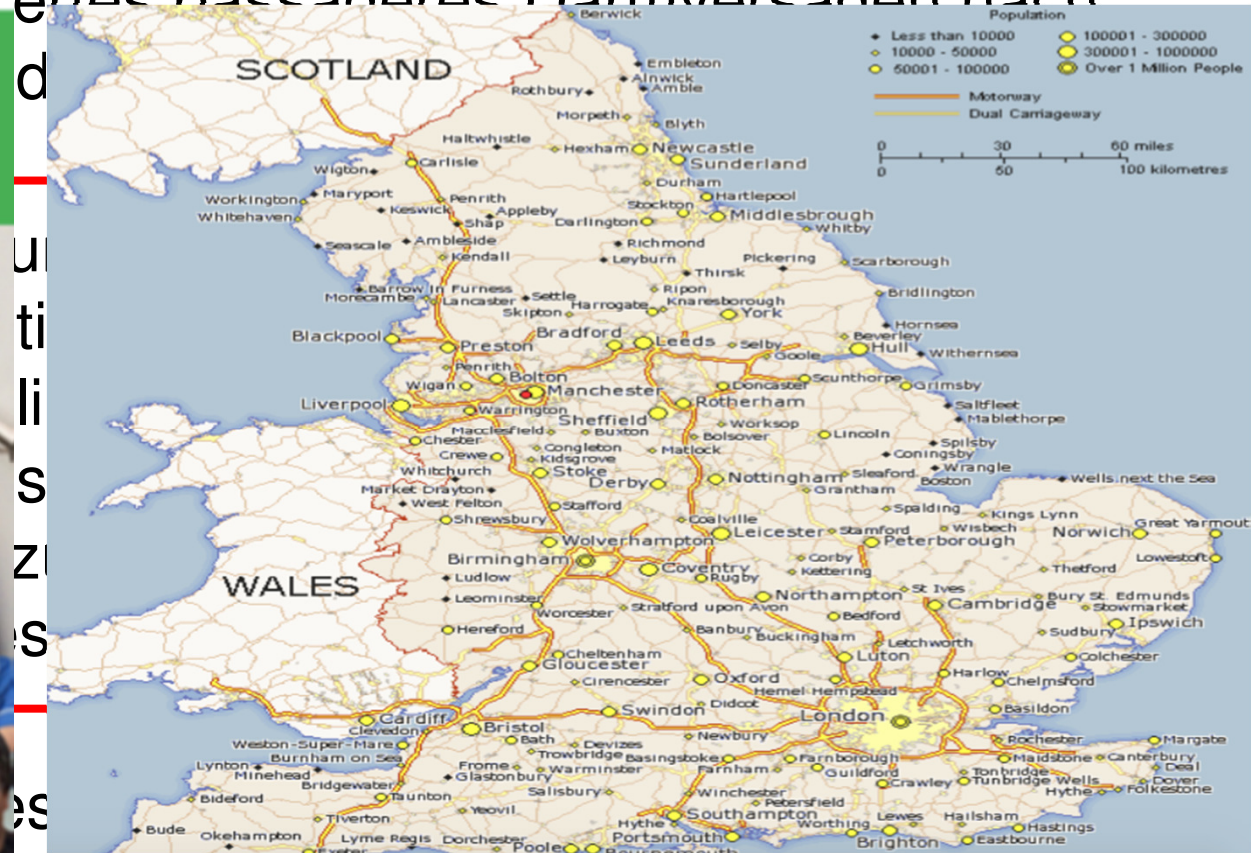 Berwick
Population
Less than 10000
100001 - 300000
10000 - 50000
300001 - 1000000
50001 - 100000
Over 1 Million People
Motorway
Dual Carriageway
0 30 60 miles
0 50 100 kilometres
SCOTLAND
Embleton
Alnwick
Amble
Rothbury
Morpeth
Blyth
Haltwhistle
Hexham
Newcastle
Sunderland
Carlisle
Wigton
Durham
Maryport
Workington
Whitehaven
Keswick
Penrith
Appleby
Shap
Hartlepool
Stockton
Darlington
Middlesbrough
Whitby
Seascale
Ambleside
Kendall
Richmond
Leyburn
Pickering
Thirsk
Scarborough
Barrow In Furness
Morecambe
Lancaster
Settle
Skipton
Harrogate
Ripon
Knaresborough
York
Bridlington
Hornsea
Beverley
Hull
Withernsea
Blackpool
Preston
Bradford
Leeds
Selby
Goole
Penrith
Wigan
Bolton
Manchester
Liverpool
Warrington
Doncaster
Scunthorpe
Grimsby
Rotherham
Sheffield
Saltfleet
Mablethorpe
Macclesfield
Buxton
Worksop
Bolsover
Lincoln
Spilsby
Coningsby
Chester
Crewe
Congleton
Kidsgrove
Matlock
Wrangle
Whitchurch
Stoke
Derby
Nottingham
Sleaford
Boston
Wells next the Sea
Market Drayton
West Felton
Grantham
Stafford
Shrewsbury
Coalville
Spalding
Kings Lynn
Wisbech
Norwich
Great Yarmout
Leicester
Stamford
Peterborough
Wolverhampton
Birmingham
Coventry
Rugby
Corby
Kettering
Thetford
Lowestoft
WALES
Ludlow
Leominster
Worcester
Stratford upon Avon
Northampton
St Ives
Cambridge
Bury St. Edmunds
Stowmarket
Ipswich
Hereford
Banbury
Buckingham
Bedford
Letchworth
Sudbury
Cheltenham
Gloucester
Cirencester
Oxford
Luton
Harlow
Colchester
Chelmsford
Hemel Hempstead
Didcot
Swindon
London
Basildon
Cardiff
Clevedon
Bristol
Bath
Newbury
Rochester
Margate
Weston-Super-Mare
Burnham on Sea
Devizes
Trowbridge
Basingstoke
Farnborough
Maidstone
Canterbury
Deal
Lynton
Minehead
Frome
Warminster
Glastonbury
Farnham
Guildford
Tonbridge
Tunbridge Wells
Dover
Folkestone
Hythe
Bridgewater
Taunton
Salisbury
Winchester
Crawley
Bideford
Tiverton
Yeovil
Petersfield
Southampton
Hythe
Worthing
Lewes
Hailsham
Hastings
Bude
Okehampton
Lyme Regis
Dorchester
Portsmouth
Brighton
Eastbourne
Exeter
Poole
Bournemouth